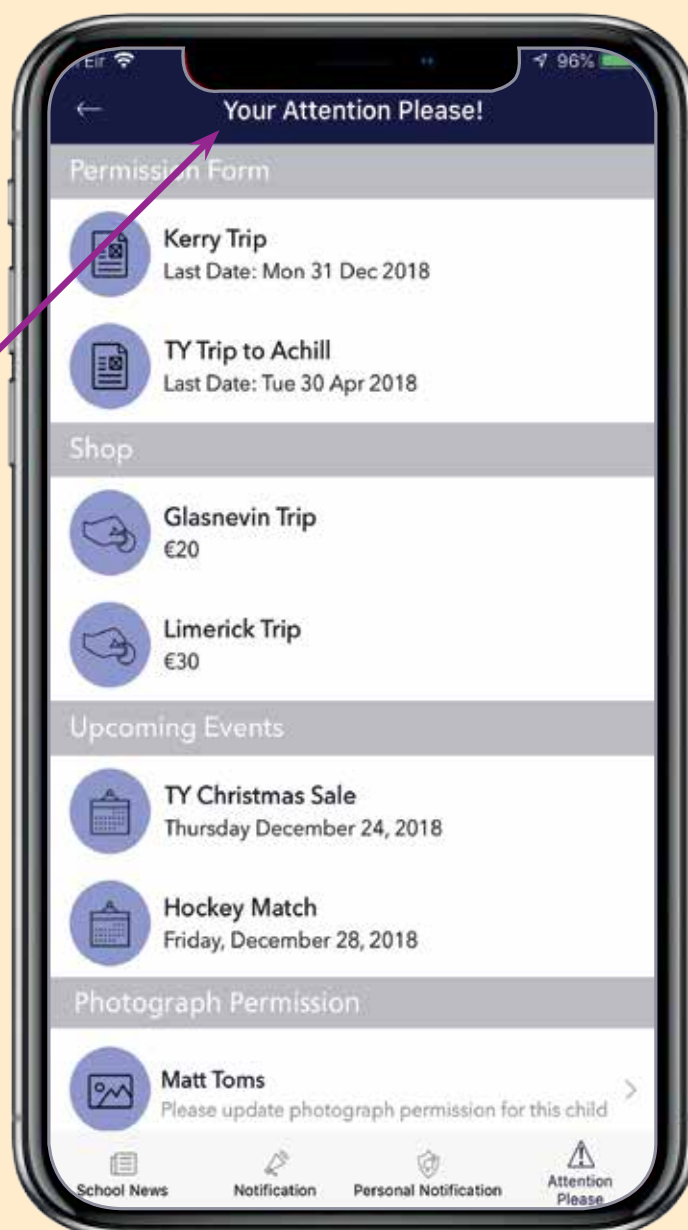 Eir 96%
Your Attention Please!
Permission Form
Kerry Trip
Last Date: Mon 31 Dec 2018
TY Trip to Achill
Last Date: Tue 30 Apr 2018
Shop
Glasnevin Trip
€20
Limerick Trip
€30
Upcoming Events
TY Christmas Sale
Thursday December 24, 2018
Hockey Match
Friday, December 28, 2018
Photograph Permission
Matt Toms
Please update photograph permission for this child
School News Notification Personal Notification Attention Please